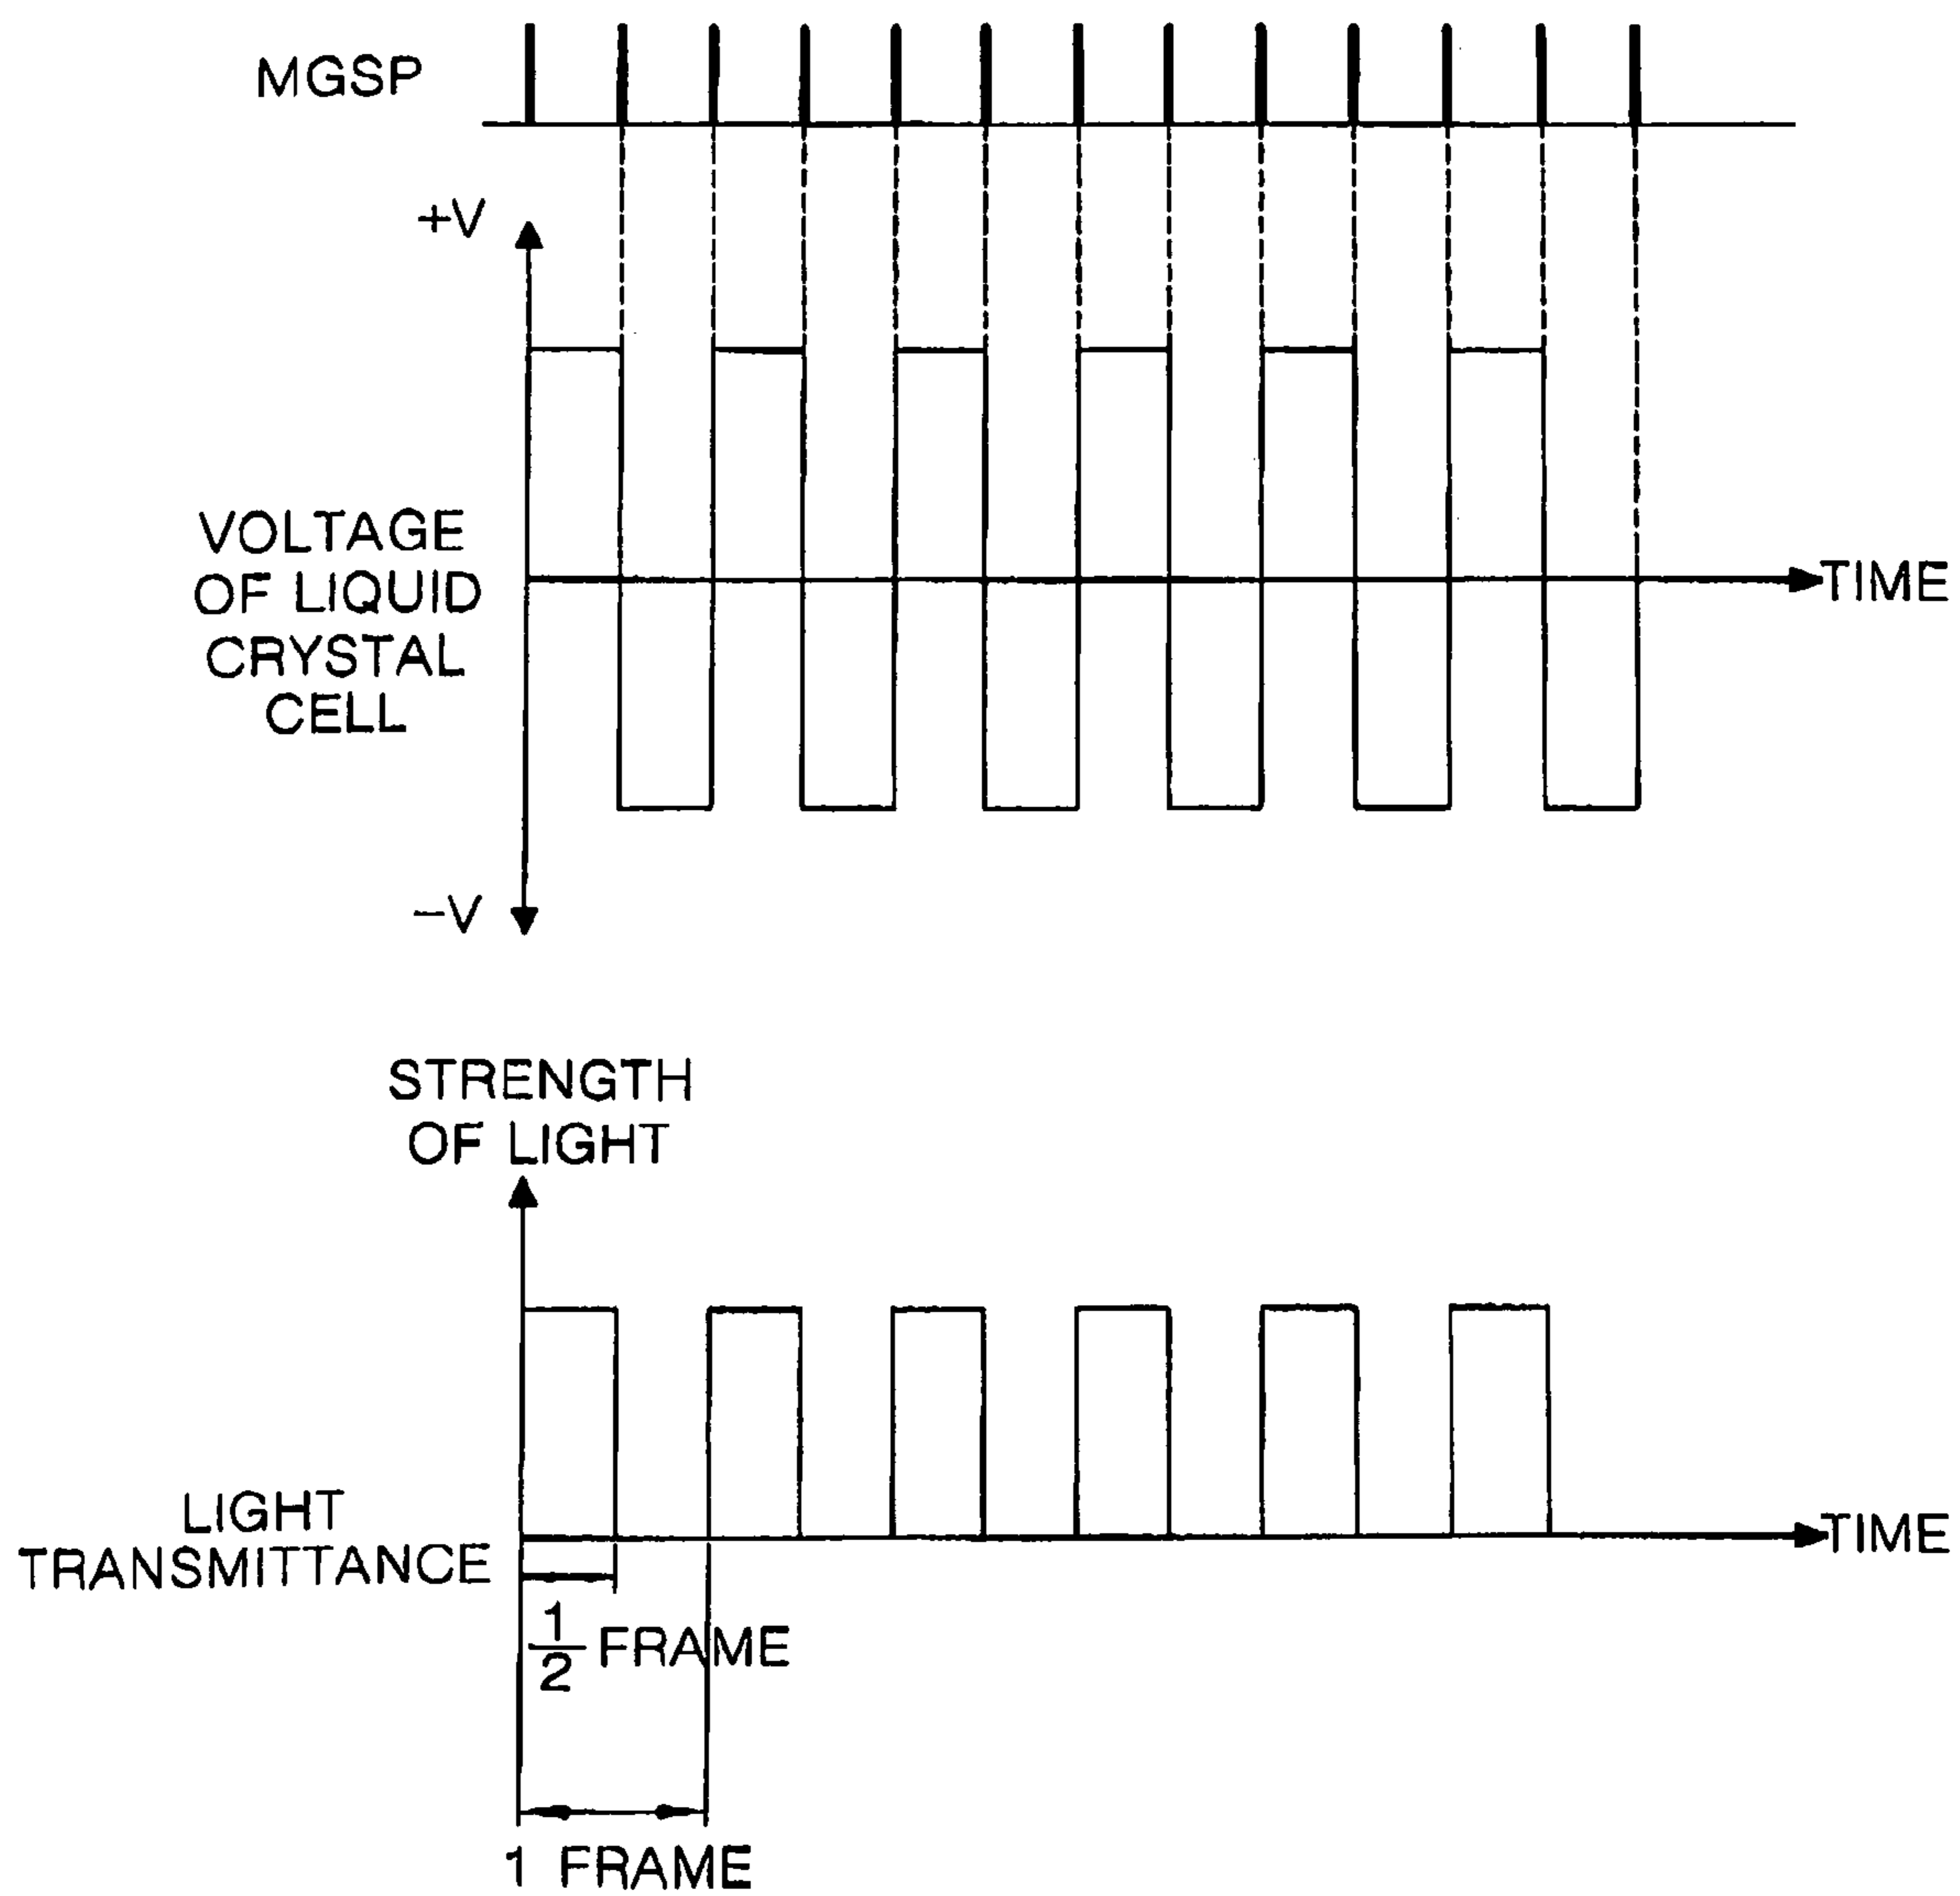 MGSP
+V
VOLTAGE
OF LIQUID
CRYSTAL
CELL
TIME
−V
STRENGTH
OF LIGHT
LIGHT
TRANSMITTANCE
TIME
1/2 FRAME
1 FRAME